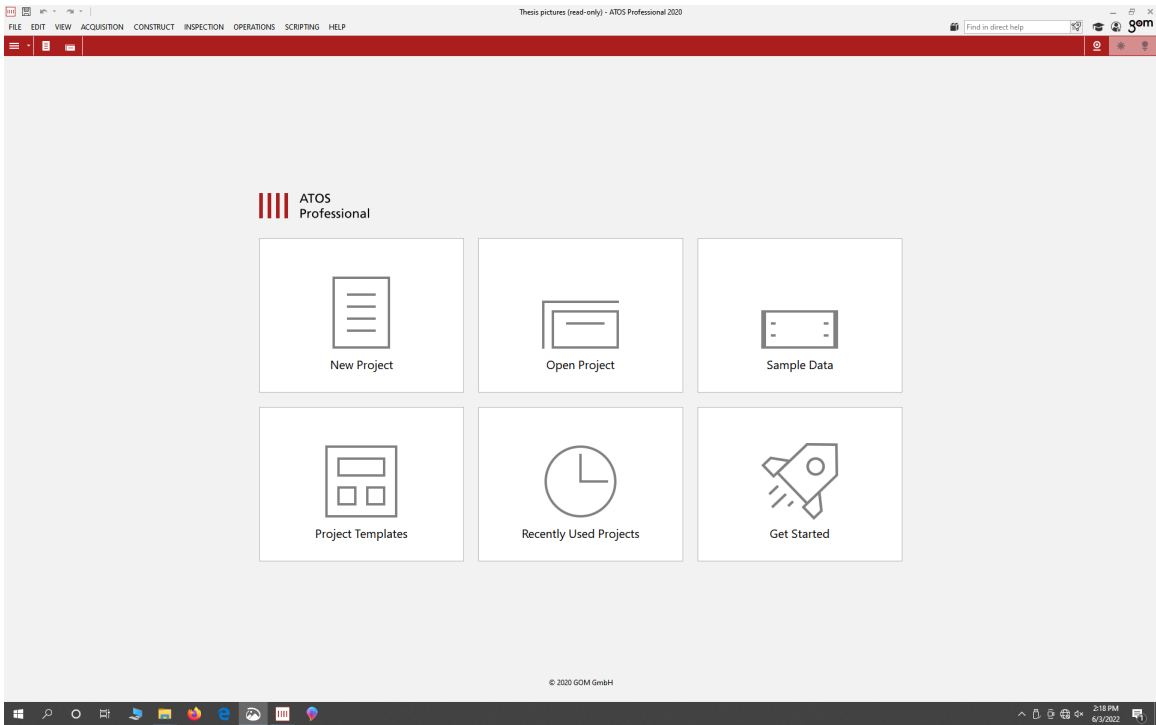 Thesis pictures (read-only) - ATOS Professional 2020
FILE EDIT VIEW ACQUISITION CONSTRUCT INSPECTION OPERATIONS SCRIPTING HELP
Find in direct help
gom
ATOS
Professional
New Project
Open Project
Sample Data
Project Templates
Recently Used Projects
Get Started
© 2020 GOM GmbH
2:18 PM
6/3/2022